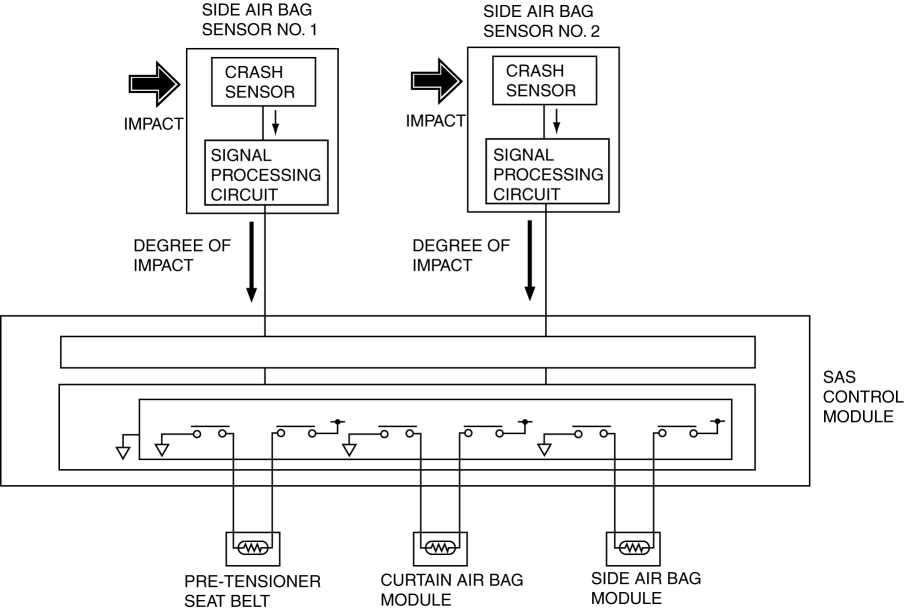 SIDE AIR BAG
SENSOR NO. 1
SIDE AIR BAG
SENSOR NO. 2
CRASH
SENSOR
CRASH
SENSOR
IMPACT
IMPACT
SIGNAL
PROCESSING
CIRCUIT
SIGNAL
PROCESSING
CIRCUIT
DEGREE OF
IMPACT
DEGREE OF
IMPACT
SAS
CONTROL
MODULE
PRE-TENSIONER
SEAT BELT
CURTAIN AIR BAG
MODULE
SIDE AIR BAG
MODULE